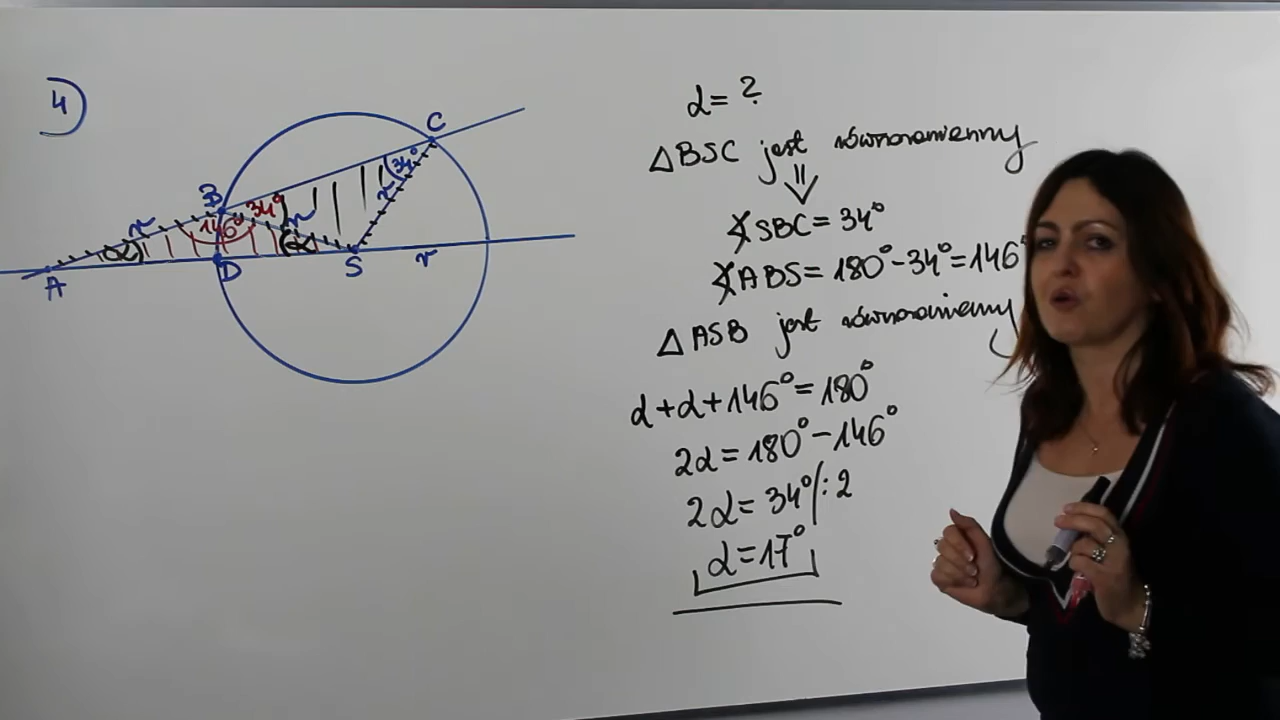 4)
C
34°
r
B
34°
r
r
146°
α
α
A
D
S
r
α = ?
△BSC jest równoramienny
⇓
∢SBC = 34°
∢ABS = 180° - 34° = 146°
△ASB jest równoramienny
α + α + 146° = 180°
2α = 180° - 146°
2α = 34° /: 2
α = 17°